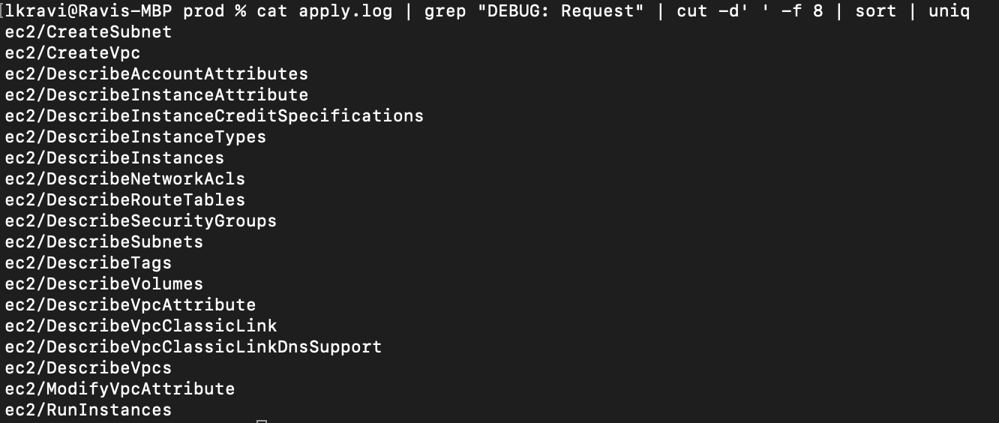 lkravi@Ravis-MBP prod % cat apply.log | grep "DEBUG: Request" | cut -d' ' -f 8 | sort | uniq
ec2/CreateSubnet
ec2/CreateVpc
ec2/DescribeAccountAttributes
ec2/DescribeInstanceAttribute
ec2/DescribeInstanceCreditSpecifications
ec2/DescribeInstanceTypes
ec2/DescribeInstances
ec2/DescribeNetworkAcls
ec2/DescribeRouteTables
ec2/DescribeSecurityGroups
ec2/DescribeSubnets
ec2/DescribeTags
ec2/DescribeVolumes
ec2/DescribeVpcAttribute
ec2/DescribeVpcClassicLink
ec2/DescribeVpcClassicLinkDnsSupport
ec2/DescribeVpcs
ec2/ModifyVpcAttribute
ec2/RunInstances